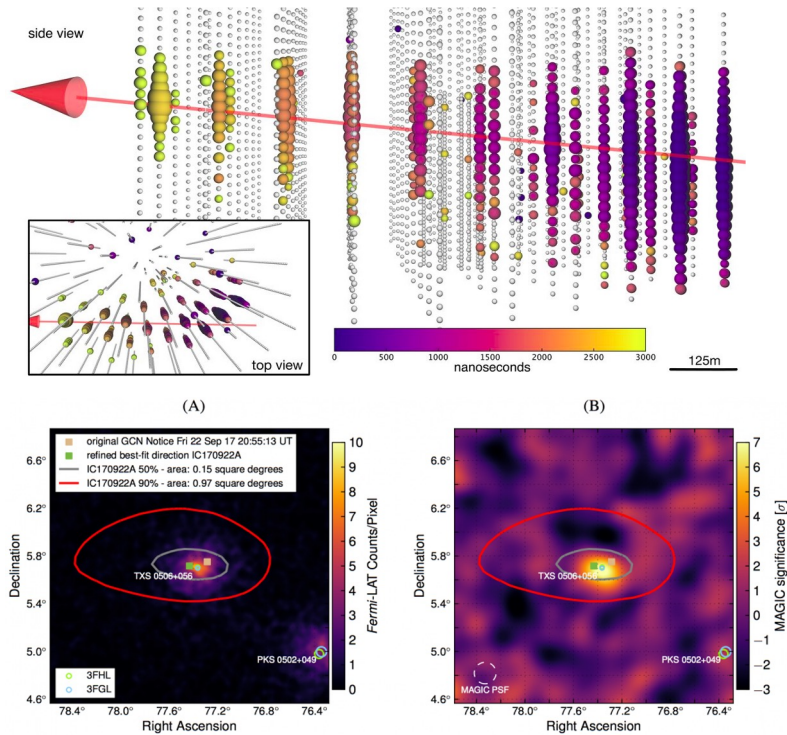 side view
top view
0 500 1000 1500 2000 2500 3000
nanoseconds
125m
(A)
(B)
original GCN Notice Fri 22 Sep 17 20:55:13 UT
refined best-fit direction IC170922A
IC170922A 50% - area: 0.15 square degrees
IC170922A 90% - area: 0.97 square degrees
6.6°
6.2°
5.8°
5.4°
5.0°
4.6°
Declination
TXS 0506+056
PKS 0502+049
3FHL
3FGL
78.4° 78.0° 77.6° 77.2° 76.8° 76.4°
Right Ascension
10
9
8
7
6
5
4
3
2
1
0
Fermi-LAT Counts/Pixel
6.6°
6.2°
5.8°
5.4°
5.0°
4.6°
Declination
TXS 0506+056
PKS 0502+049
MAGIC PSF
78.4° 78.0° 77.6° 77.2° 76.8° 76.4°
Right Ascension
7
6
5
4
3
2
1
0
−1
−2
−3
MAGIC significance [σ]